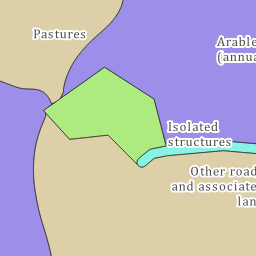 Pastures
Arable
(annua
Isolated
structures
Other road
and associate
lan